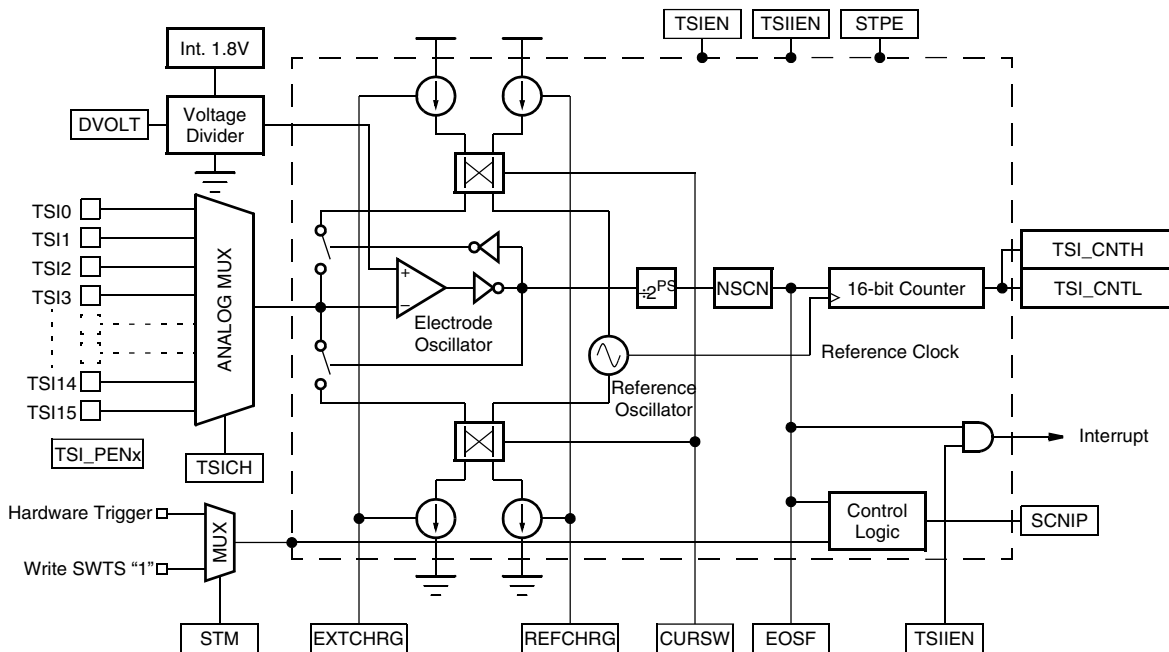 TSIEN
TSIIEN
STPE
Int. 1.8V
DVOLT
Voltage
Divider
TSI0
TSI1
TSI2
TSI3
TSI14
TSI15
ANALOG MUX
TSI_PENx
TSICH
+
−
Electrode
Oscillator
÷2^PS
NSCN
16-bit Counter
TSI_CNTH
TSI_CNTL
Reference Clock
Reference
Oscillator
Interrupt
Hardware Trigger
Write SWTS “1”
MUX
Control
Logic
SCNIP
STM
EXTCHRG
REFCHRG
CURSW
EOSF
TSIIEN